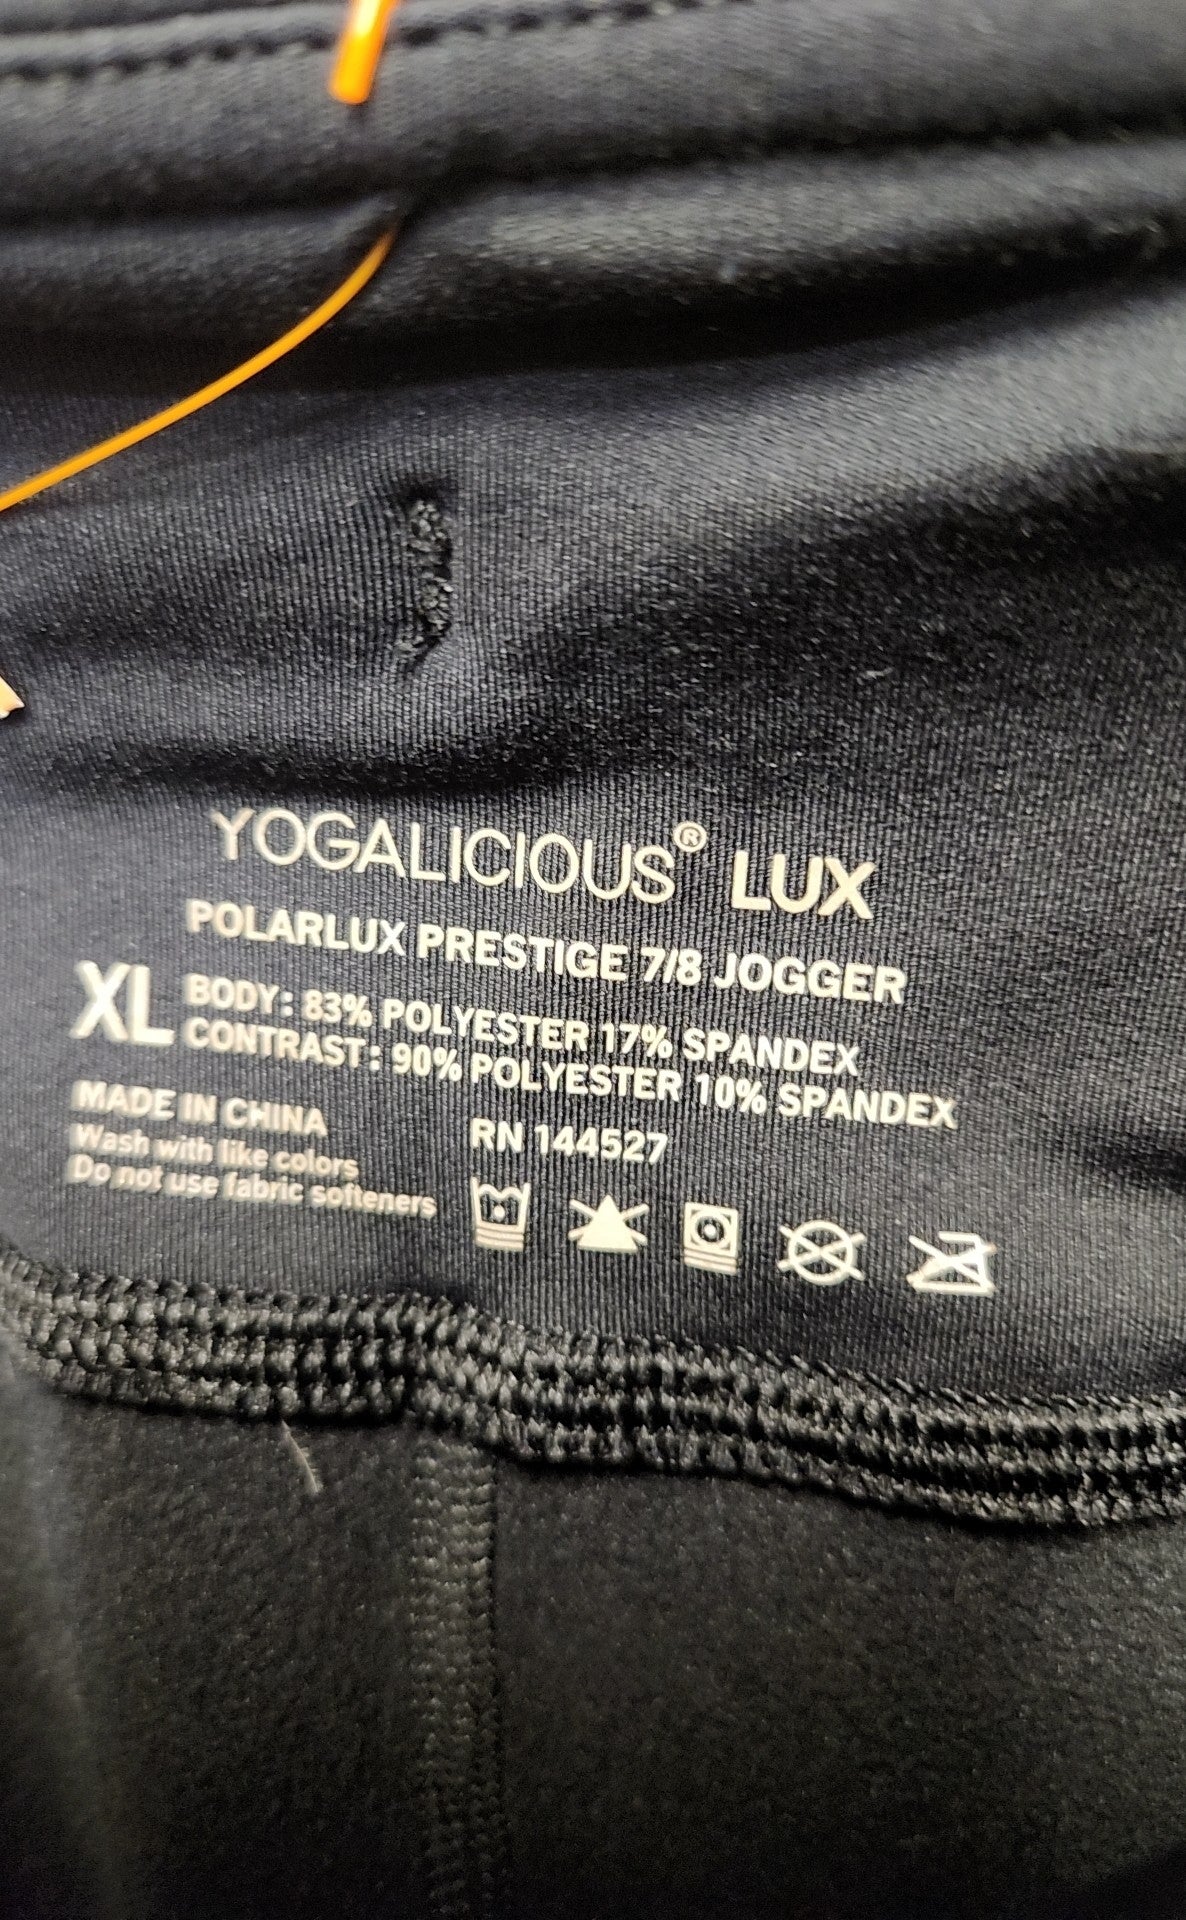 YOGALICIOUS® LUX
POLARLUX PRESTIGE 7/8 JOGGER
XL
BODY: 83% POLYESTER 17% SPANDEX
CONTRAST: 90% POLYESTER 10% SPANDEX
MADE IN CHINA
Wash with like colors
Do not use fabric softeners
RN 144527